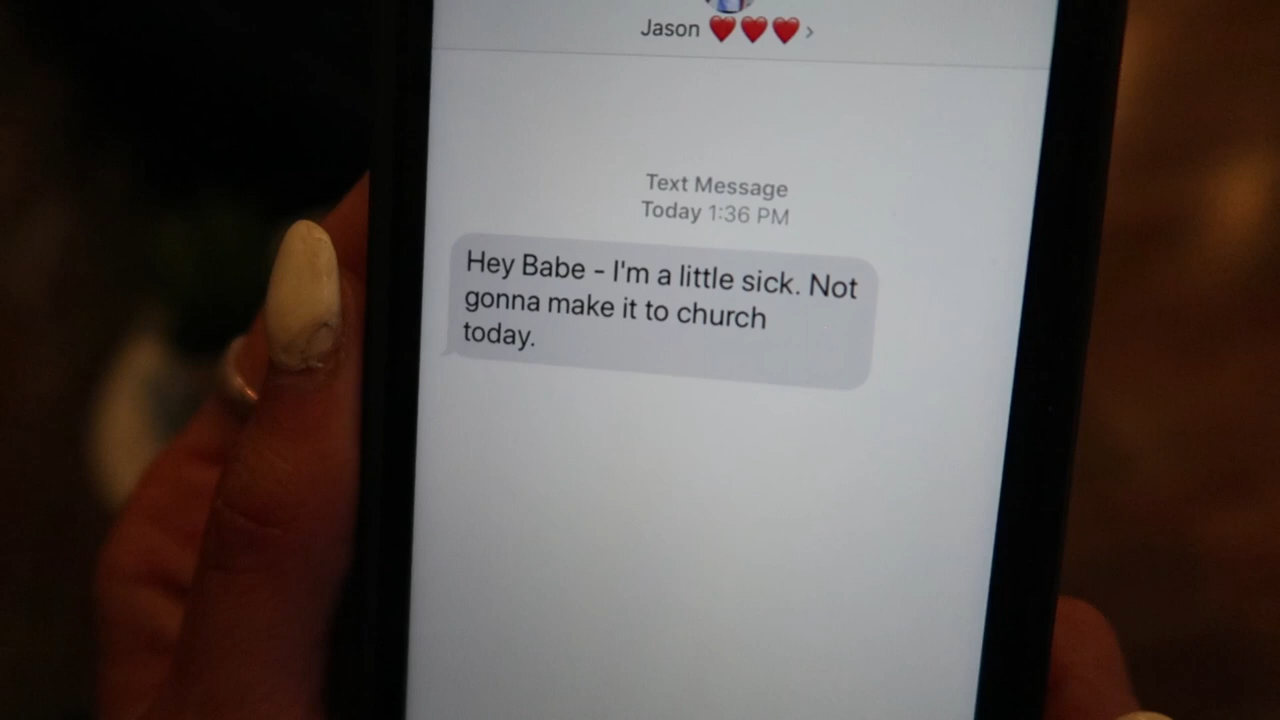 Jason ❤️❤️❤️ >
Text Message
Today 1:36 PM
Hey Babe - I'm a little sick. Not
gonna make it to church
today.